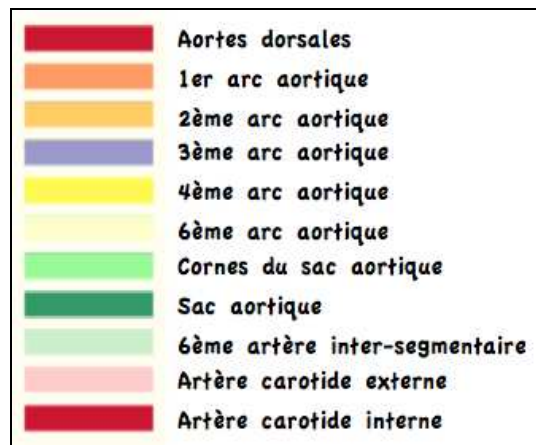 Aortes dorsales
1er arc aortique
2ème arc aortique
3ème arc aortique
4ème arc aortique
6ème arc aortique
Cornes du sac aortique
Sac aortique
6ème artère inter-segmentaire
Artère carotide externe
Artère carotide interne